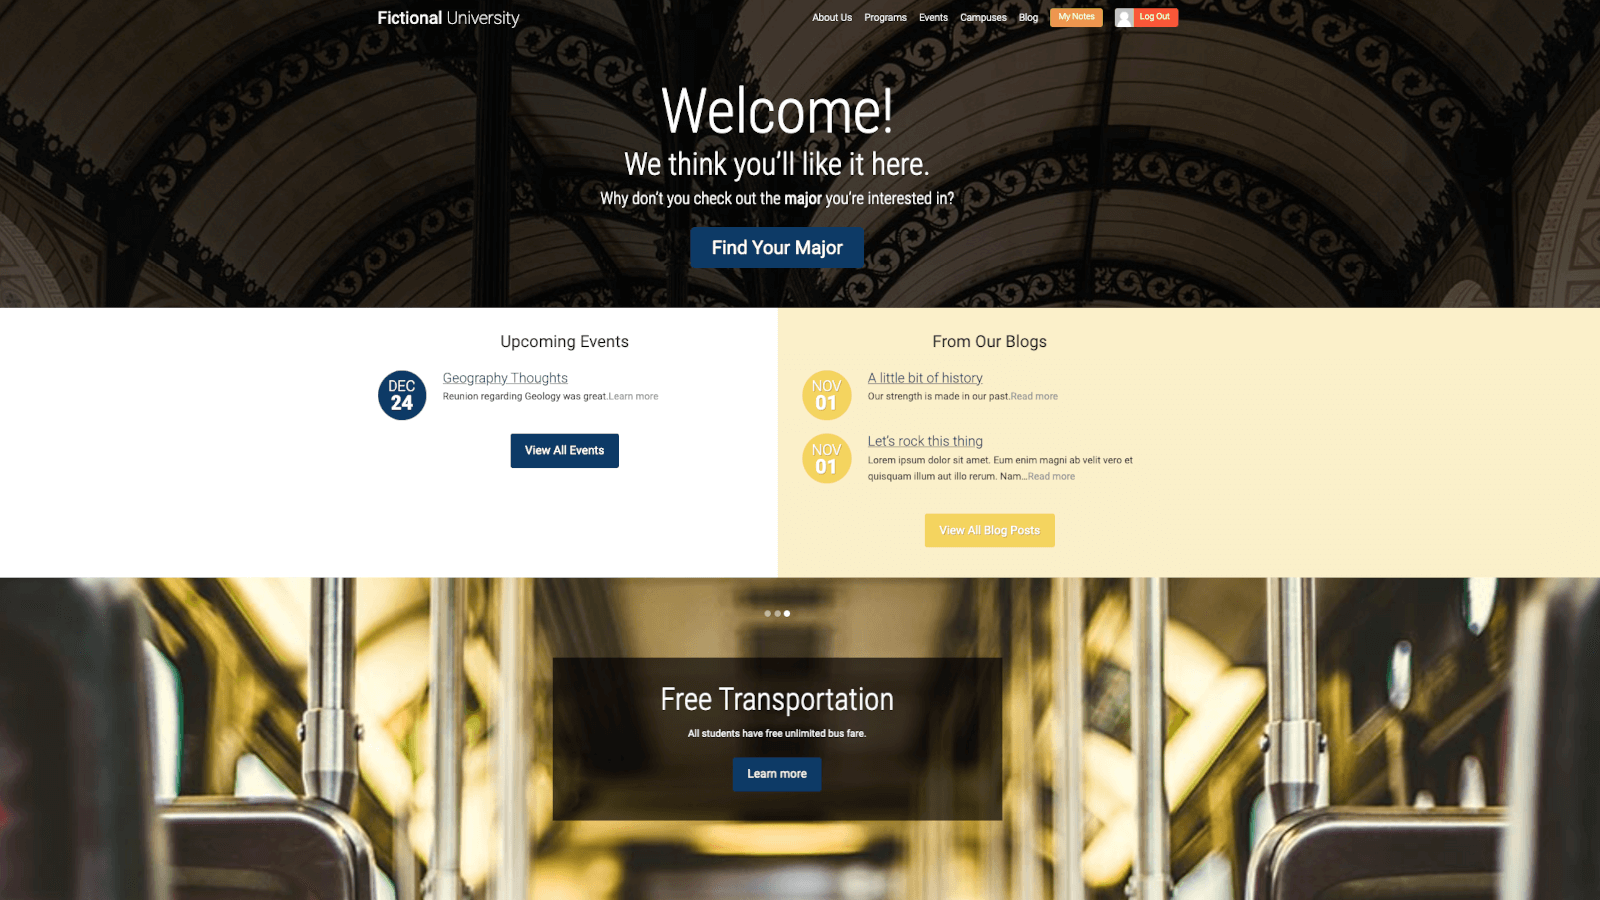 Fictional University
About Us
Programs
Events
Campuses
Blog
My Notes
Log Out
Welcome!
We think you’ll like it here.
Why don’t you check out the major you’re interested in?
Find Your Major
Upcoming Events
DEC
24
Geography Thoughts
Reunion regarding Geology was great.Learn more
View All Events
From Our Blogs
NOV
01
A little bit of history
Our strength is made in our past.Read more
NOV
01
Let’s rock this thing
Lorem ipsum dolor sit amet. Eum enim magni ab velit vero et
quisquam illum aut illo rerum. Nam…Read more
View All Blog Posts
Free Transportation
All students have free unlimited bus fare.
Learn more